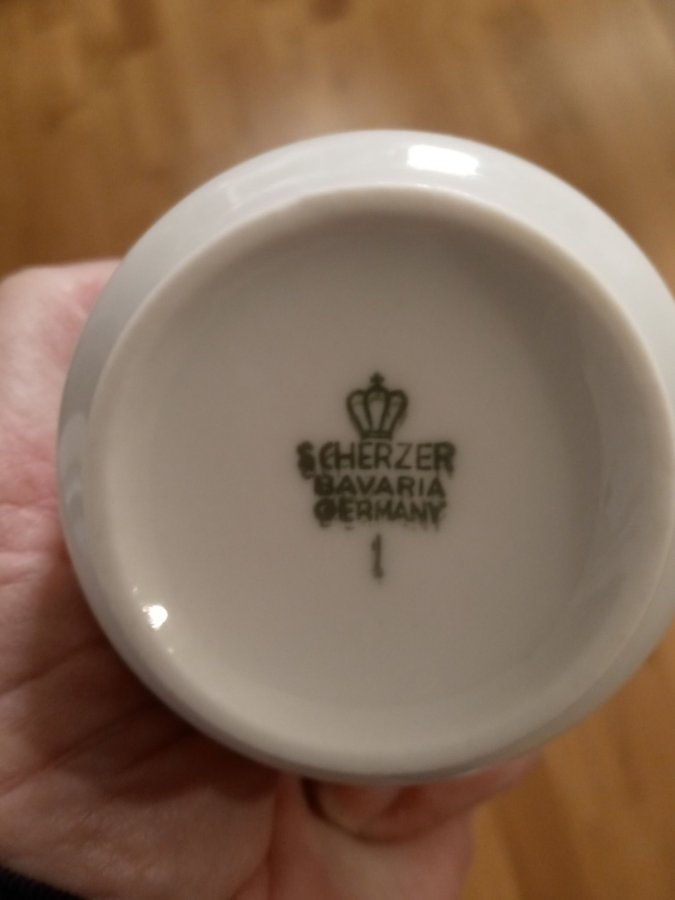 SCHERZER
BAVARIA
GERMANY
1